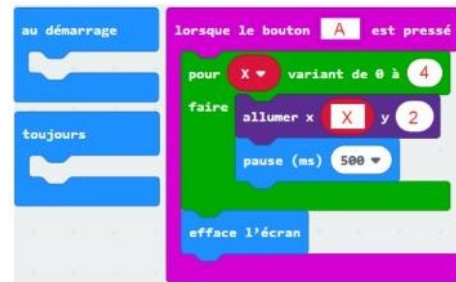 au démarrage
toujours
lorsque le bouton A est pressé
pour X variant de 0 à 4
faire allumer x X y 2
pause (ms) 500
efface l'écran